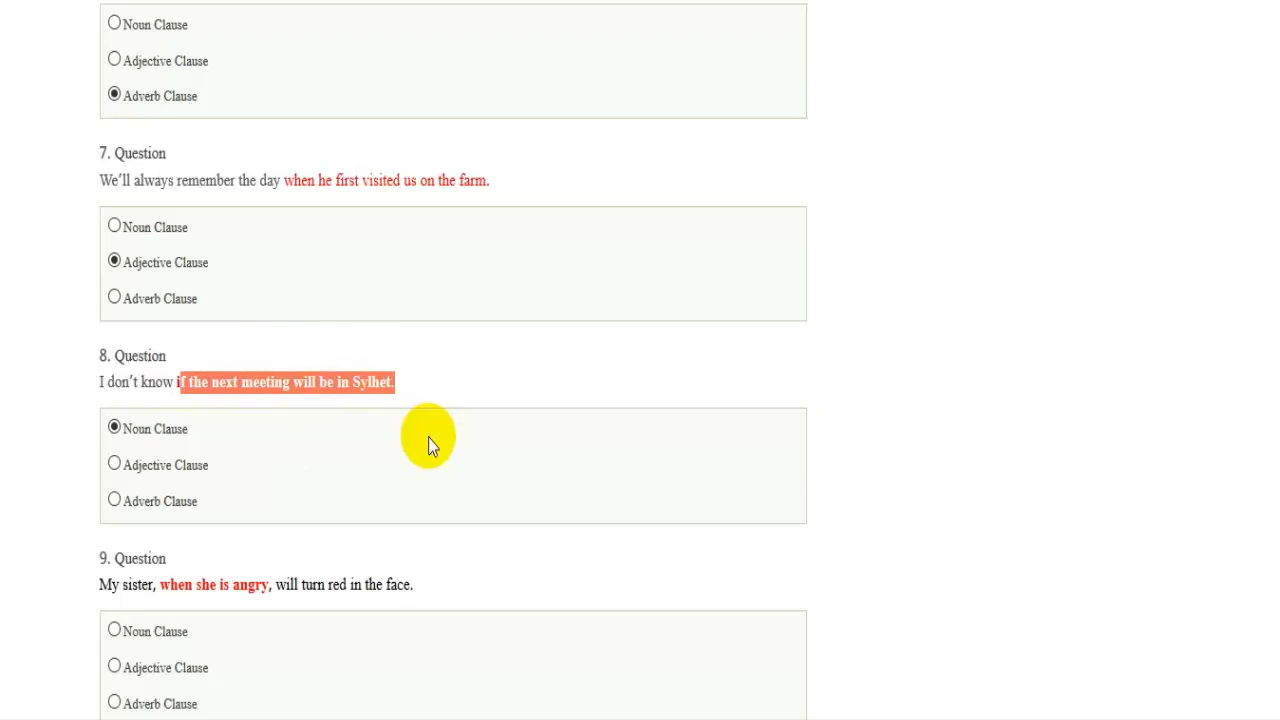 Noun Clause
Adjective Clause
Adverb Clause
7. Question
We'll always remember the day when he first visited us on the farm.
Noun Clause
Adjective Clause
Adverb Clause
8. Question
I don't know if the next meeting will be in Sylhet.
Noun Clause
Adjective Clause
Adverb Clause
9. Question
My sister, when she is angry, will turn red in the face.
Noun Clause
Adjective Clause
Adverb Clause